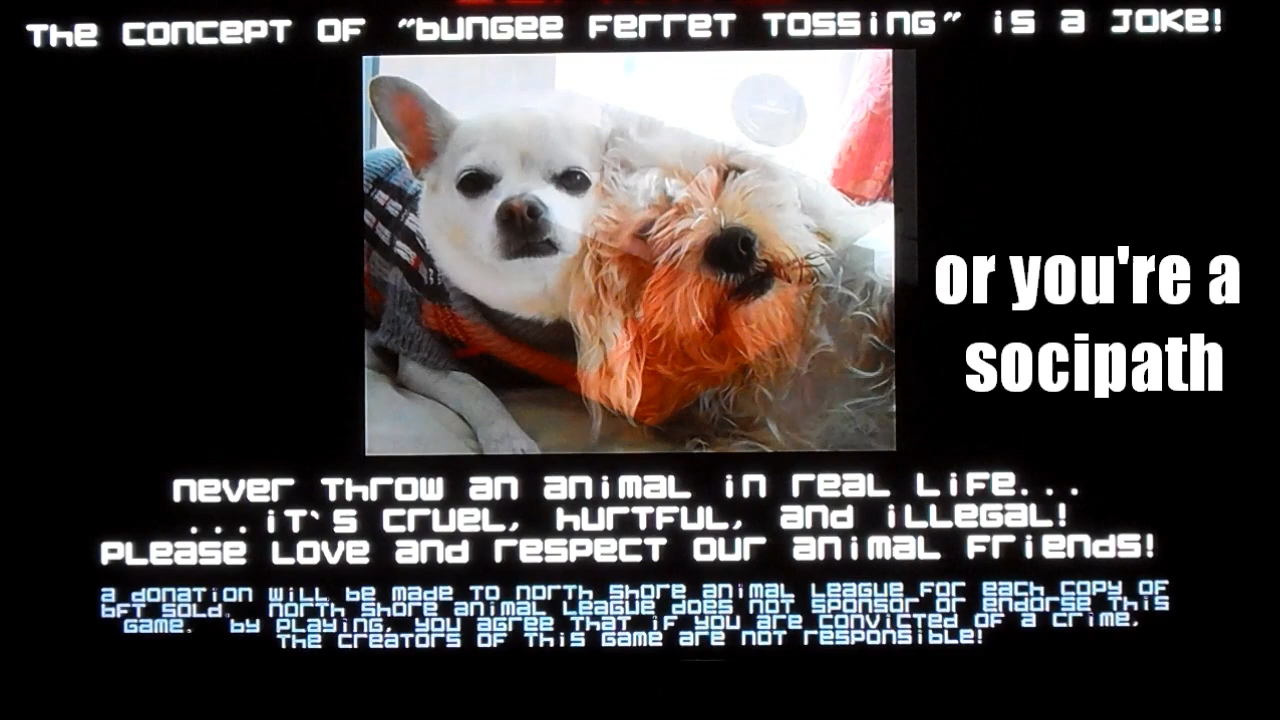 THE CONCEPT OF "BUNGEE FERRET TOSSING" IS A JOKE!
or you're a
socipath
NEVER THROW AN ANIMAL IN REAL LIFE...
...IT`S CRUEL, HURTFUL, AND ILLEGAL!
PLEASE LOVE AND RESPECT OUR ANIMAL FRIENDS!
A DONATION WILL BE MADE TO NORTH SHORE ANIMAL LEAGUE FOR EACH COPY OF
BFT SOLD. NORTH SHORE ANIMAL LEAGUE DOES NOT SPONSOR OR ENDORSE THIS
GAME. BY PLAYING, YOU AGREE THAT IF YOU ARE CONVICTED OF A CRIME,
THE CREATORS OF THIS GAME ARE NOT RESPONSIBLE!